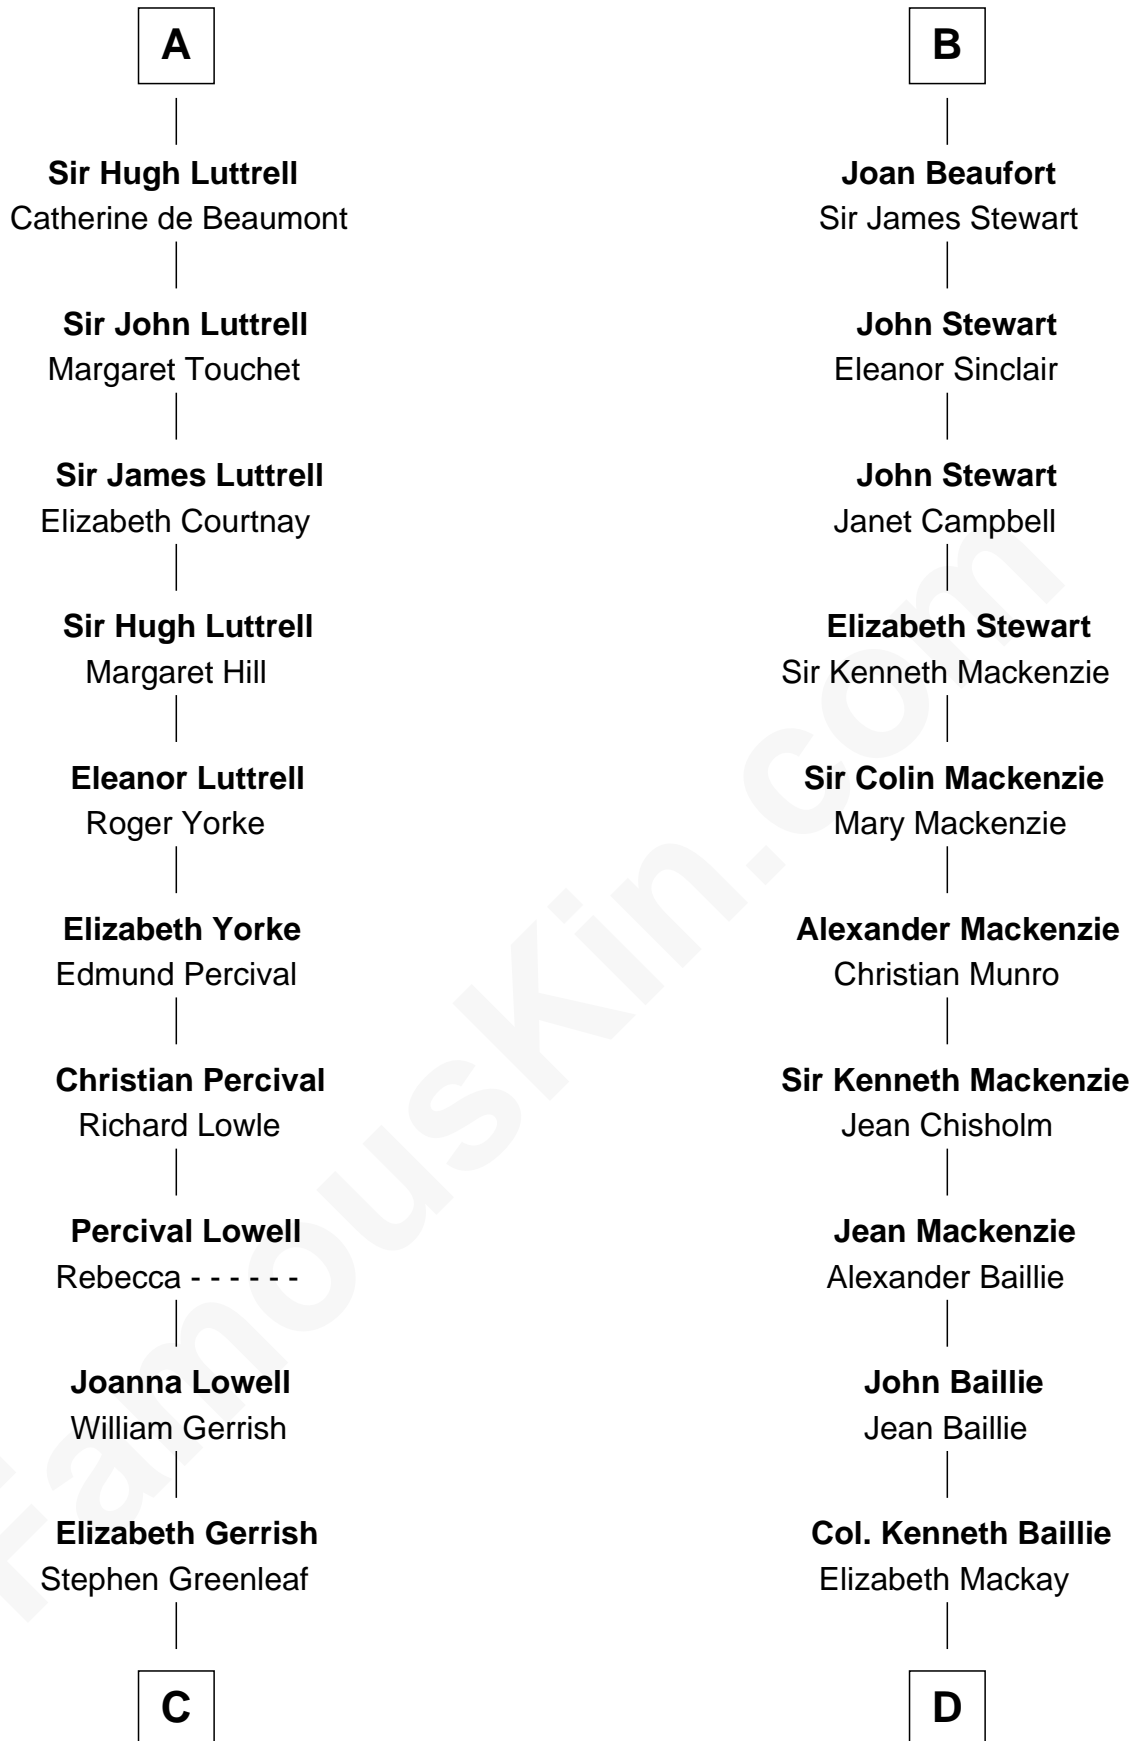 A
Sir Hugh Luttrell
Catherine de Beaumont
Sir John Luttrell
Margaret Touchet
Sir James Luttrell
Elizabeth Courtnay
Sir Hugh Luttrell
Margaret Hill
Eleanor Luttrell
Roger Yorke
Elizabeth Yorke
Edmund Percival
Christian Percival
Richard Lowle
Percival Lowell
Rebecca - - - - - -
Joanna Lowell
William Gerrish
Elizabeth Gerrish
Stephen Greenleaf
C
B
Joan Beaufort
Sir James Stewart
John Stewart
Eleanor Sinclair
John Stewart
Janet Campbell
Elizabeth Stewart
Sir Kenneth Mackenzie
Sir Colin Mackenzie
Mary Mackenzie
Alexander Mackenzie
Christian Munro
Sir Kenneth Mackenzie
Jean Chisholm
Jean Mackenzie
Alexander Baillie
John Baillie
Jean Baillie
Col. Kenneth Baillie
Elizabeth Mackay
D
FamousKin.com